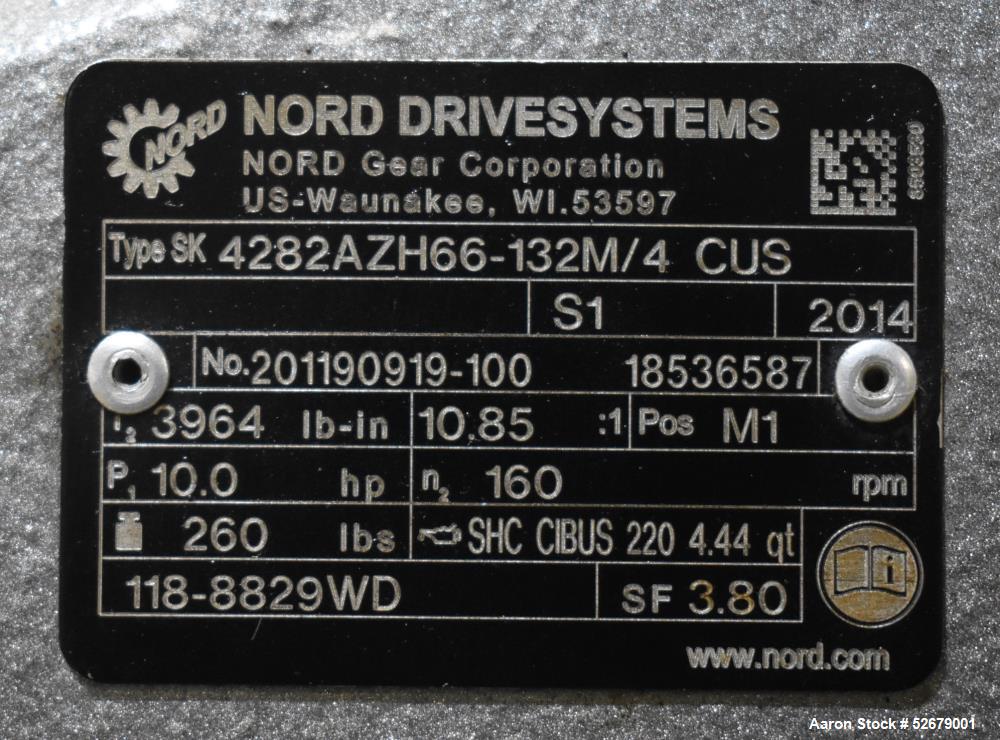 NORD
NORD DRIVESYSTEMS
NORD Gear Corporation
US-Waunakee, WI.53597
Type SK 4282AZH66-132M/4 CUS
S1 2014
No.201190919-100 18536587
3964 lb-in 10.85 :1 Pos M1
P1 10.0 hp n2 160 rpm
260 lbs SHC CIBUS 220 4.44 qt
118-8829WD SF 3.80
i
www.nord.com
Aaron Stock # 52679001